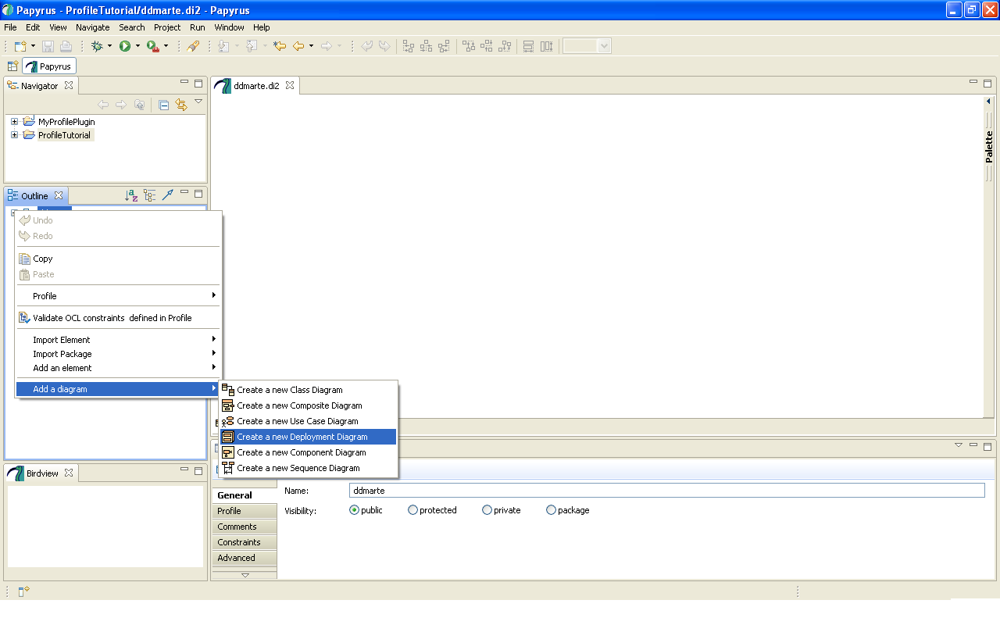 Papyrus - ProfileTutorial/ddmarte.di2 - Papyrus
File Edit View Navigate Search Project Run Window Help
Papyrus
Navigator
ddmarte.di2
MyProfilePlugin
ProfileTutorial
Palette
Outline
Undo
Redo
Copy
Paste
Profile
Validate OCL constraints defined in Profile
Import Element
Import Package
Add an element
Add a diagram
Create a new Class Diagram
Create a new Composite Diagram
Create a new Use Case Diagram
Create a new Deployment Diagram
Create a new Component Diagram
Create a new Sequence Diagram
Birdview
General
Profile
Comments
Constraints
Advanced
Name: ddmarte
Visibility: public protected private package